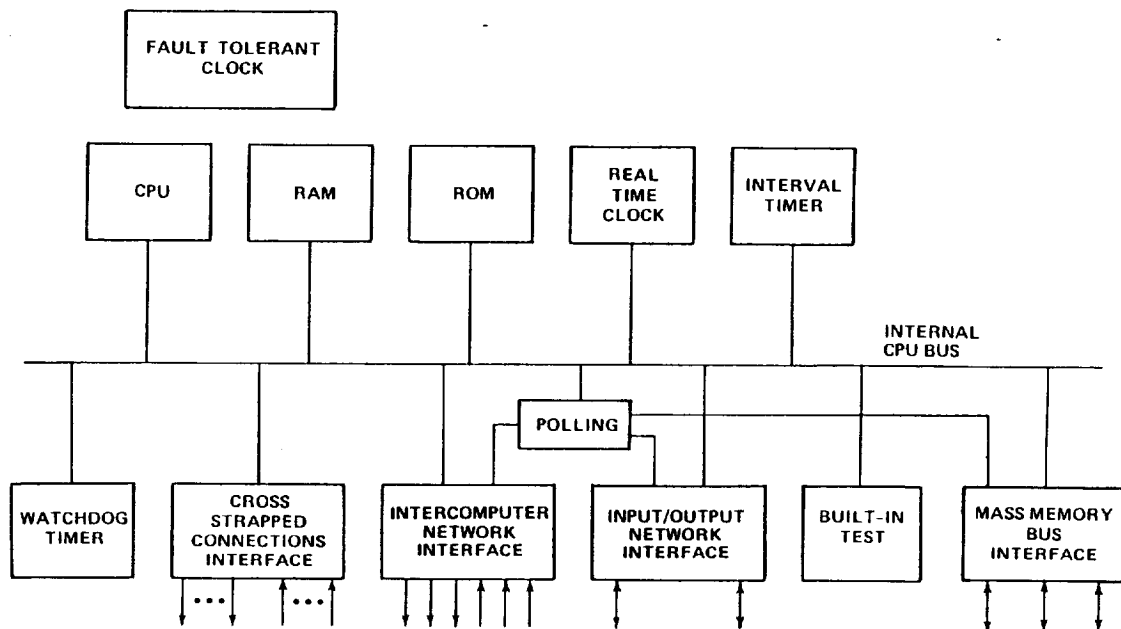 FAULT TOLERANT
CLOCK
CPU
RAM
ROM
REAL
TIME
CLOCK
INTERVAL
TIMER
INTERNAL
CPU BUS
POLLING
WATCHDOG
TIMER
CROSS
STRAPPED
CONNECTIONS
INTERFACE
INTERCOMPUTER
NETWORK
INTERFACE
INPUT/OUTPUT
NETWORK
INTERFACE
BUILT-IN
TEST
MASS MEMORY
BUS
INTERFACE